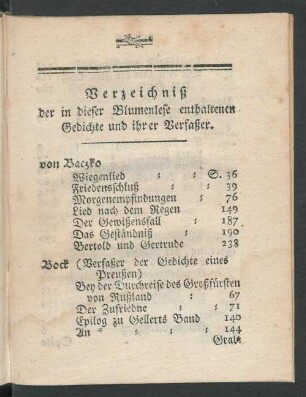 Verzeichniß
der in dieser Blumenlese enthaltenen
Gedichte und ihrer Verfaßer.
von Baczko
Wiegenlied : : S. 36
Friedensschluß : : 39
Morgenempfindungen : 76
Lied nach dem Regen 149
Der Gewißensfall : 187
Das Geständniß : 190
Bertold und Gertrude 238
Bock (Verfaßer der Gedichte eines
Preußen)
Bey der Durchreise des Großfürsten
von Rußland : 67
Der Zufriedne : : 71
Epilog zu Gellerts Band 140
An * : : : 144
Gral: